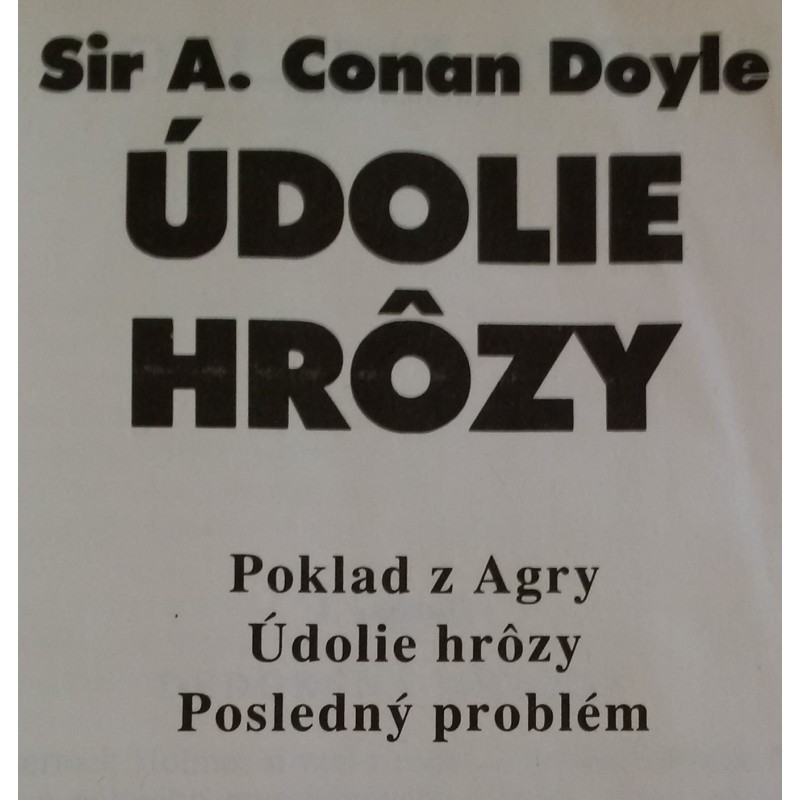 Sir A. Conan Doyle
ÚDOLIE
HRÔZY
Poklad z Agry
Údolie hrôzy
Posledný problém